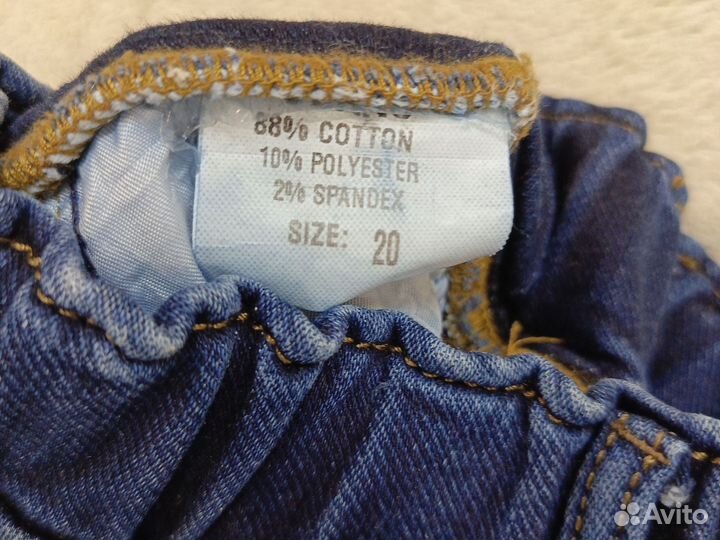 88% COTTON
10% POLYESTER
2% SPANDEX
SIZE: 20
Avito